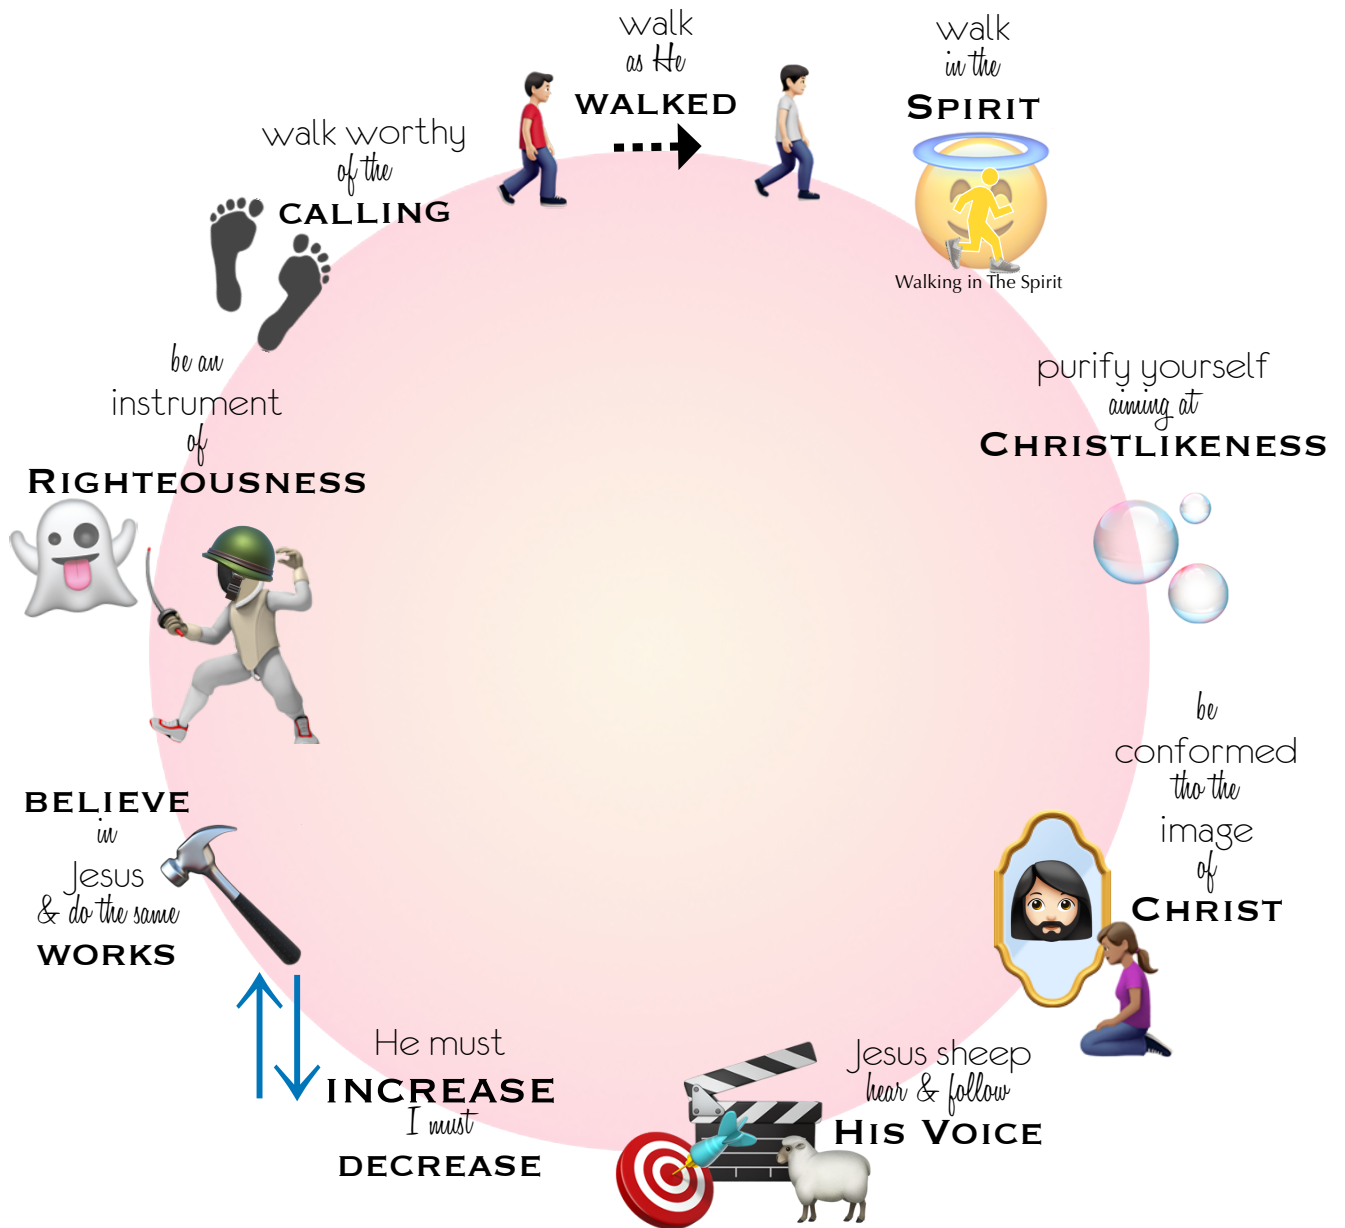 walk
as He
WALKED
walk
in the
SPIRIT
Walking in The Spirit
purify yourself
aiming at
CHRISTLIKENESS
be
conformed
tho the
image
of
CHRIST
Jesus sheep
hear & follow
HIS VOICE
He must
INCREASE
I must
DECREASE
BELIEVE
in
Jesus
& do the same
WORKS
be an
instrument
of
RIGHTEOUSNESS
walk worthy
of the
CALLING